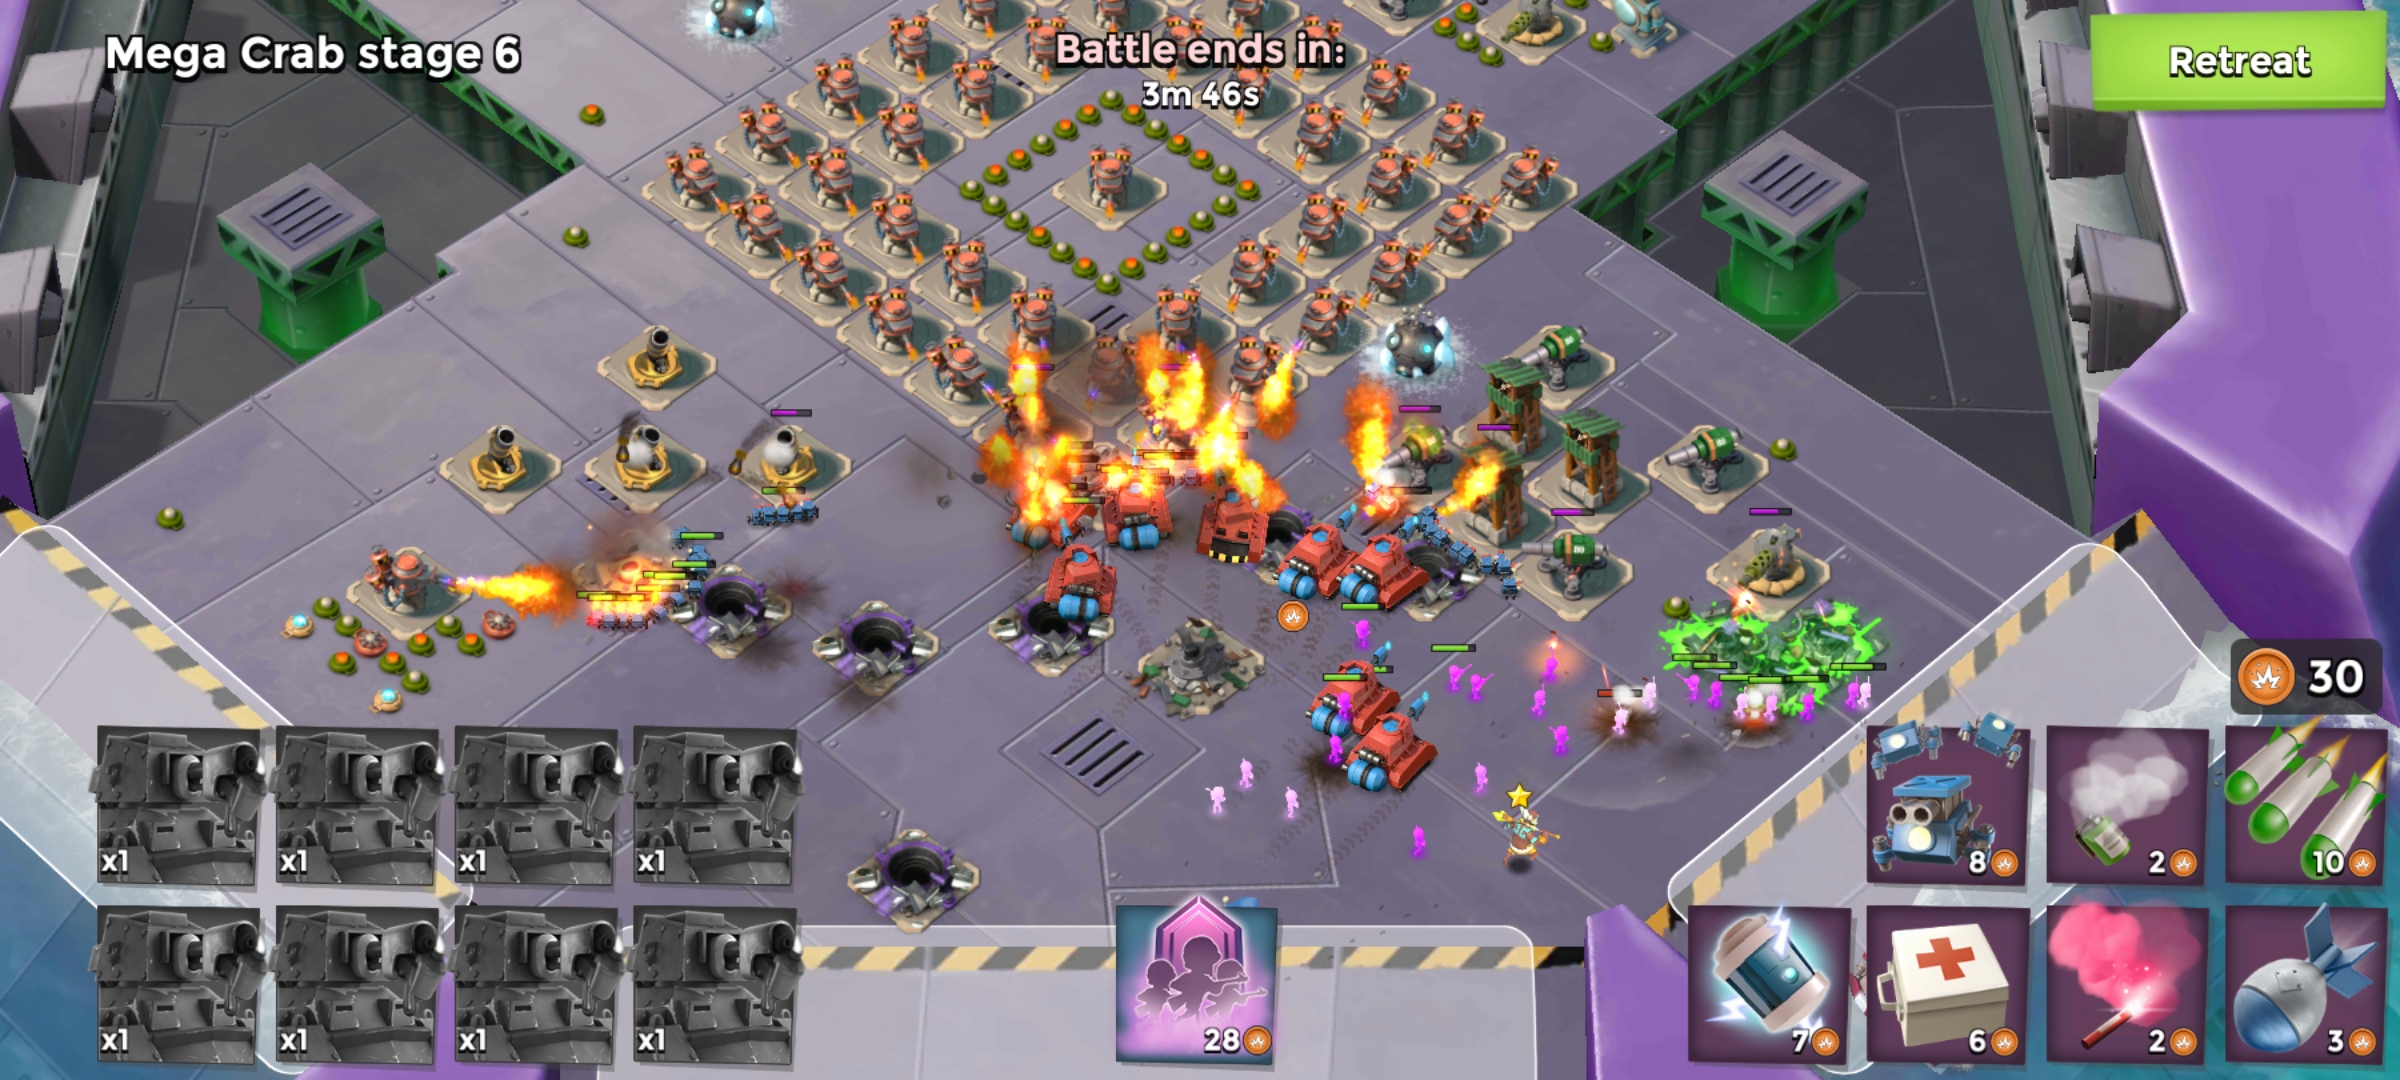 Mega Crab stage 6
Battle ends in:
3m 46s
Retreat
30
x1
x1
x1
x1
8
2
10
x1
x1
x1
x1
28
7
6
2
3